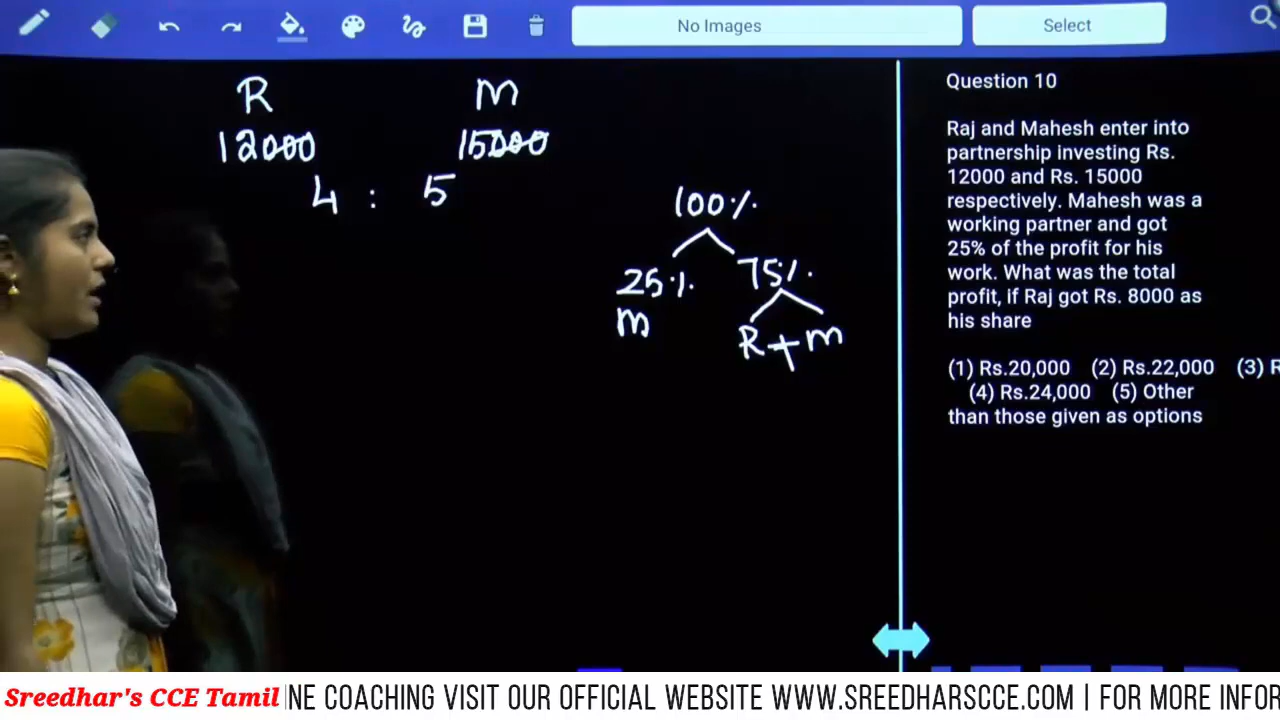 No Images
Select
R M
12000 15000
4 : 5
100%
25% 75%
m R + m
Question 10
Raj and Mahesh enter into
partnership investing Rs.
12000 and Rs. 15000
respectively. Mahesh was a
working partner and got
25% of the profit for his
work. What was the total
profit, if Raj got Rs. 8000 as
his share
(1) Rs.20,000 (2) Rs.22,000 (3) R
(4) Rs.24,000 (5) Other
than those given as options
Sreedhar's CCE Tamil
NE COACHING VISIT OUR OFFICIAL WEBSITE WWW.SREEDHARSCCE.COM | FOR MORE INFOR